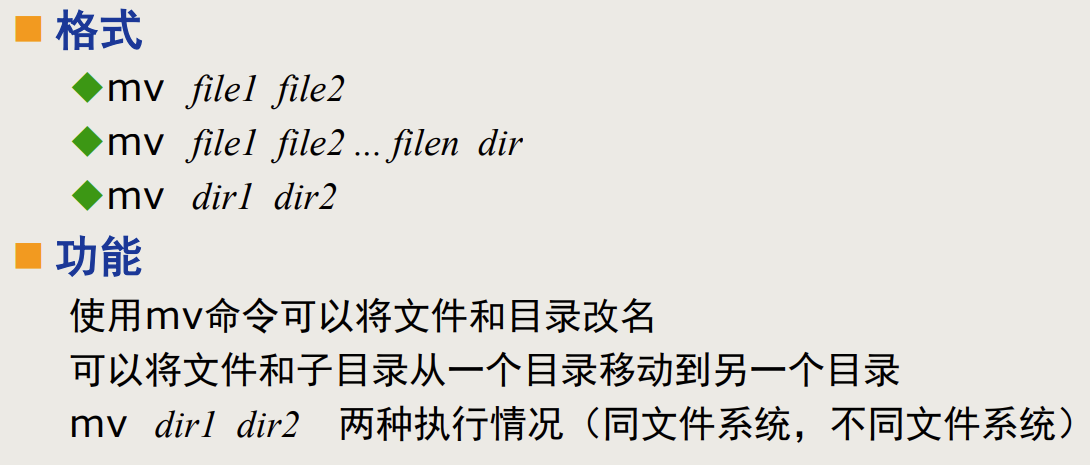 格式
mv file1 file2
mv file1 file2 ... filen dir
mv dir1 dir2
功能
使用mv命令可以将文件和目录改名
可以将文件和子目录从一个目录移动到另一个目录
mv dir1 dir2 两种执行情况（同文件系统，不同文件系统）